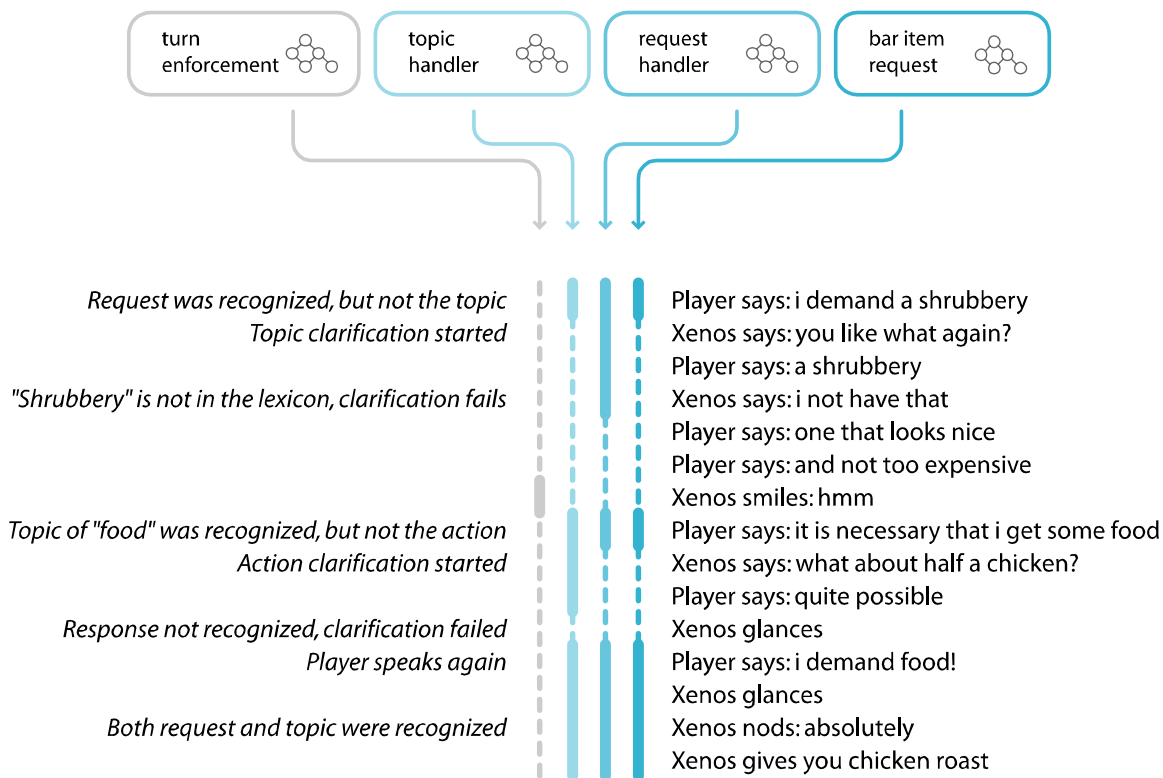 turn
enforcement
topic
handler
request
handler
bar item
request
Request was recognized, but not the topic
Player says: i demand a shrubbery
Topic clarification started
Xenos says: you like what again?
Player says: a shrubbery
"Shrubbery" is not in the lexicon, clarification fails
Xenos says: i not have that
Player says: one that looks nice
Player says: and not too expensive
Xenos smiles: hmm
Topic of "food" was recognized, but not the action
Player says: it is necessary that i get some food
Action clarification started
Xenos says: what about half a chicken?
Player says: quite possible
Response not recognized, clarification failed
Xenos glances
Player speaks again
Player says: i demand food!
Xenos glances
Both request and topic were recognized
Xenos nods: absolutely
Xenos gives you chicken roast